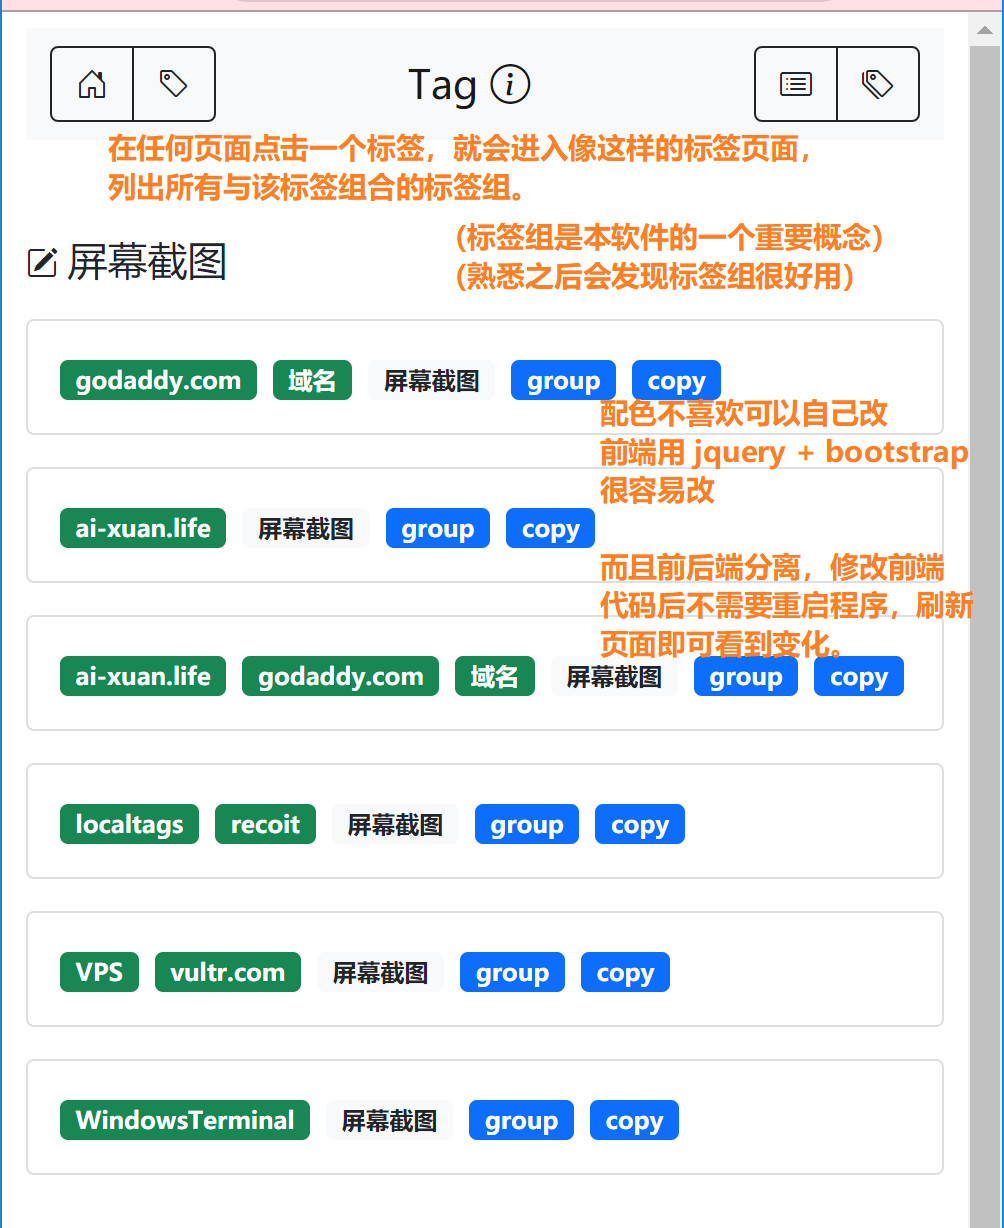 Tag
在任何页面点击一个标签，就会进入像这样的标签页面，
列出所有与该标签组合的标签组。
（标签组是本软件的一个重要概念）
屏幕截图
（熟悉之后会发现标签组很好用）
godaddy.com 域名 屏幕截图 group copy
配色不喜欢可以自己改
前端用 jquery + bootstrap
很容易改
ai-xuan.life 屏幕截图 group copy
而且前后端分离，修改前端
代码后不需要重启程序，刷新
页面即可看到变化。
ai-xuan.life godaddy.com 域名 屏幕截图 group copy
localtags recoit 屏幕截图 group copy
VPS vultr.com 屏幕截图 group copy
WindowsTerminal 屏幕截图 group copy